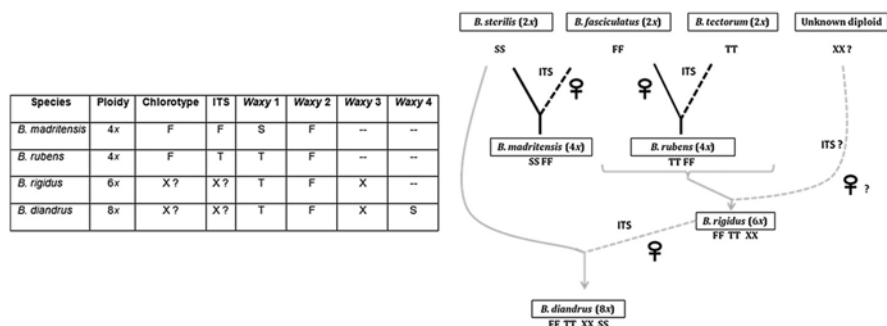 Species Ploidy Chlorotype ITS Waxy 1 Waxy 2 Waxy 3 Waxy 4
B. madritensis 4x F F S F -- --
B. rubens 4x F T T F -- --
B. rigidus 6x X ? X ? T F X --
B. diandrus 8x X ? X ? T F X S
B. sterilis (2x) B. fasciculatus (2x) B. tectorum (2x) Unknown diploid
SS FF TT XX ?
ITS ♀ ♀ ITS
B. madritensis (4x) B. rubens (4x)
SS FF TT FF
ITS ?
♀ ?
ITS B. rigidus (6x)
♀ FF TT XX
B. diandrus (8x)
FF TT XX SS